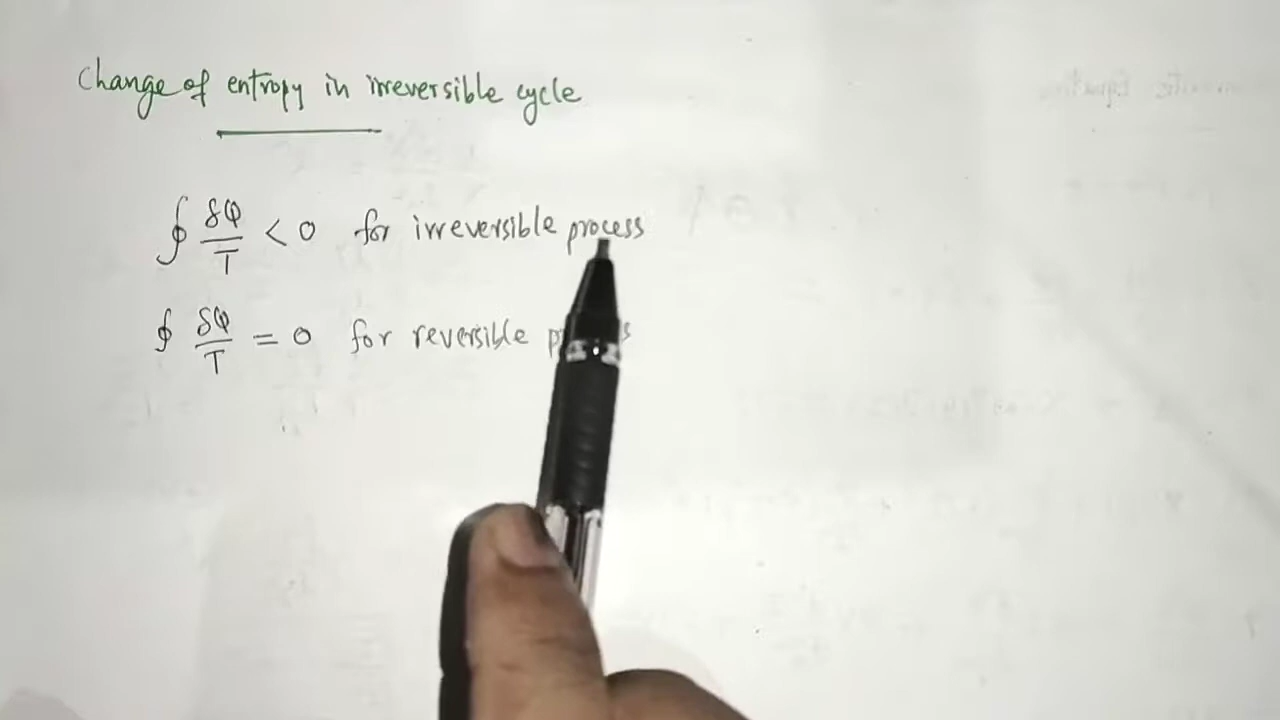 Change of entropy in irreversible cycle
∮ δQ/T < 0 for irreversible process
∮ δQ/T = 0 for reversible